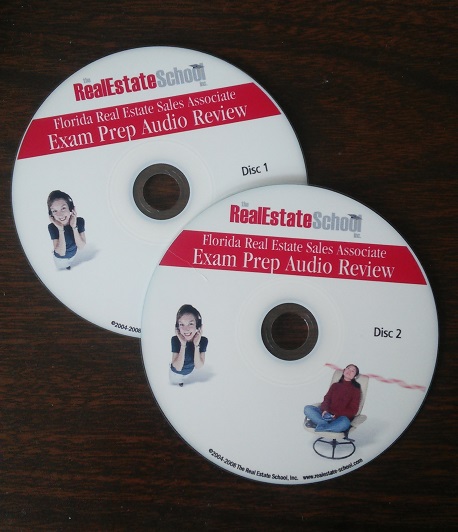 The
RealEstateSchool
Inc.
Florida Real Estate Sales Associate
Exam Prep Audio Review
Disc 1
©2004-2008
The
RealEstateSchool
Inc.
Florida Real Estate Sales Associate
Exam Prep Audio Review
Disc 2
©2004-2008 The Real Estate School, Inc. www.realestate-school.com